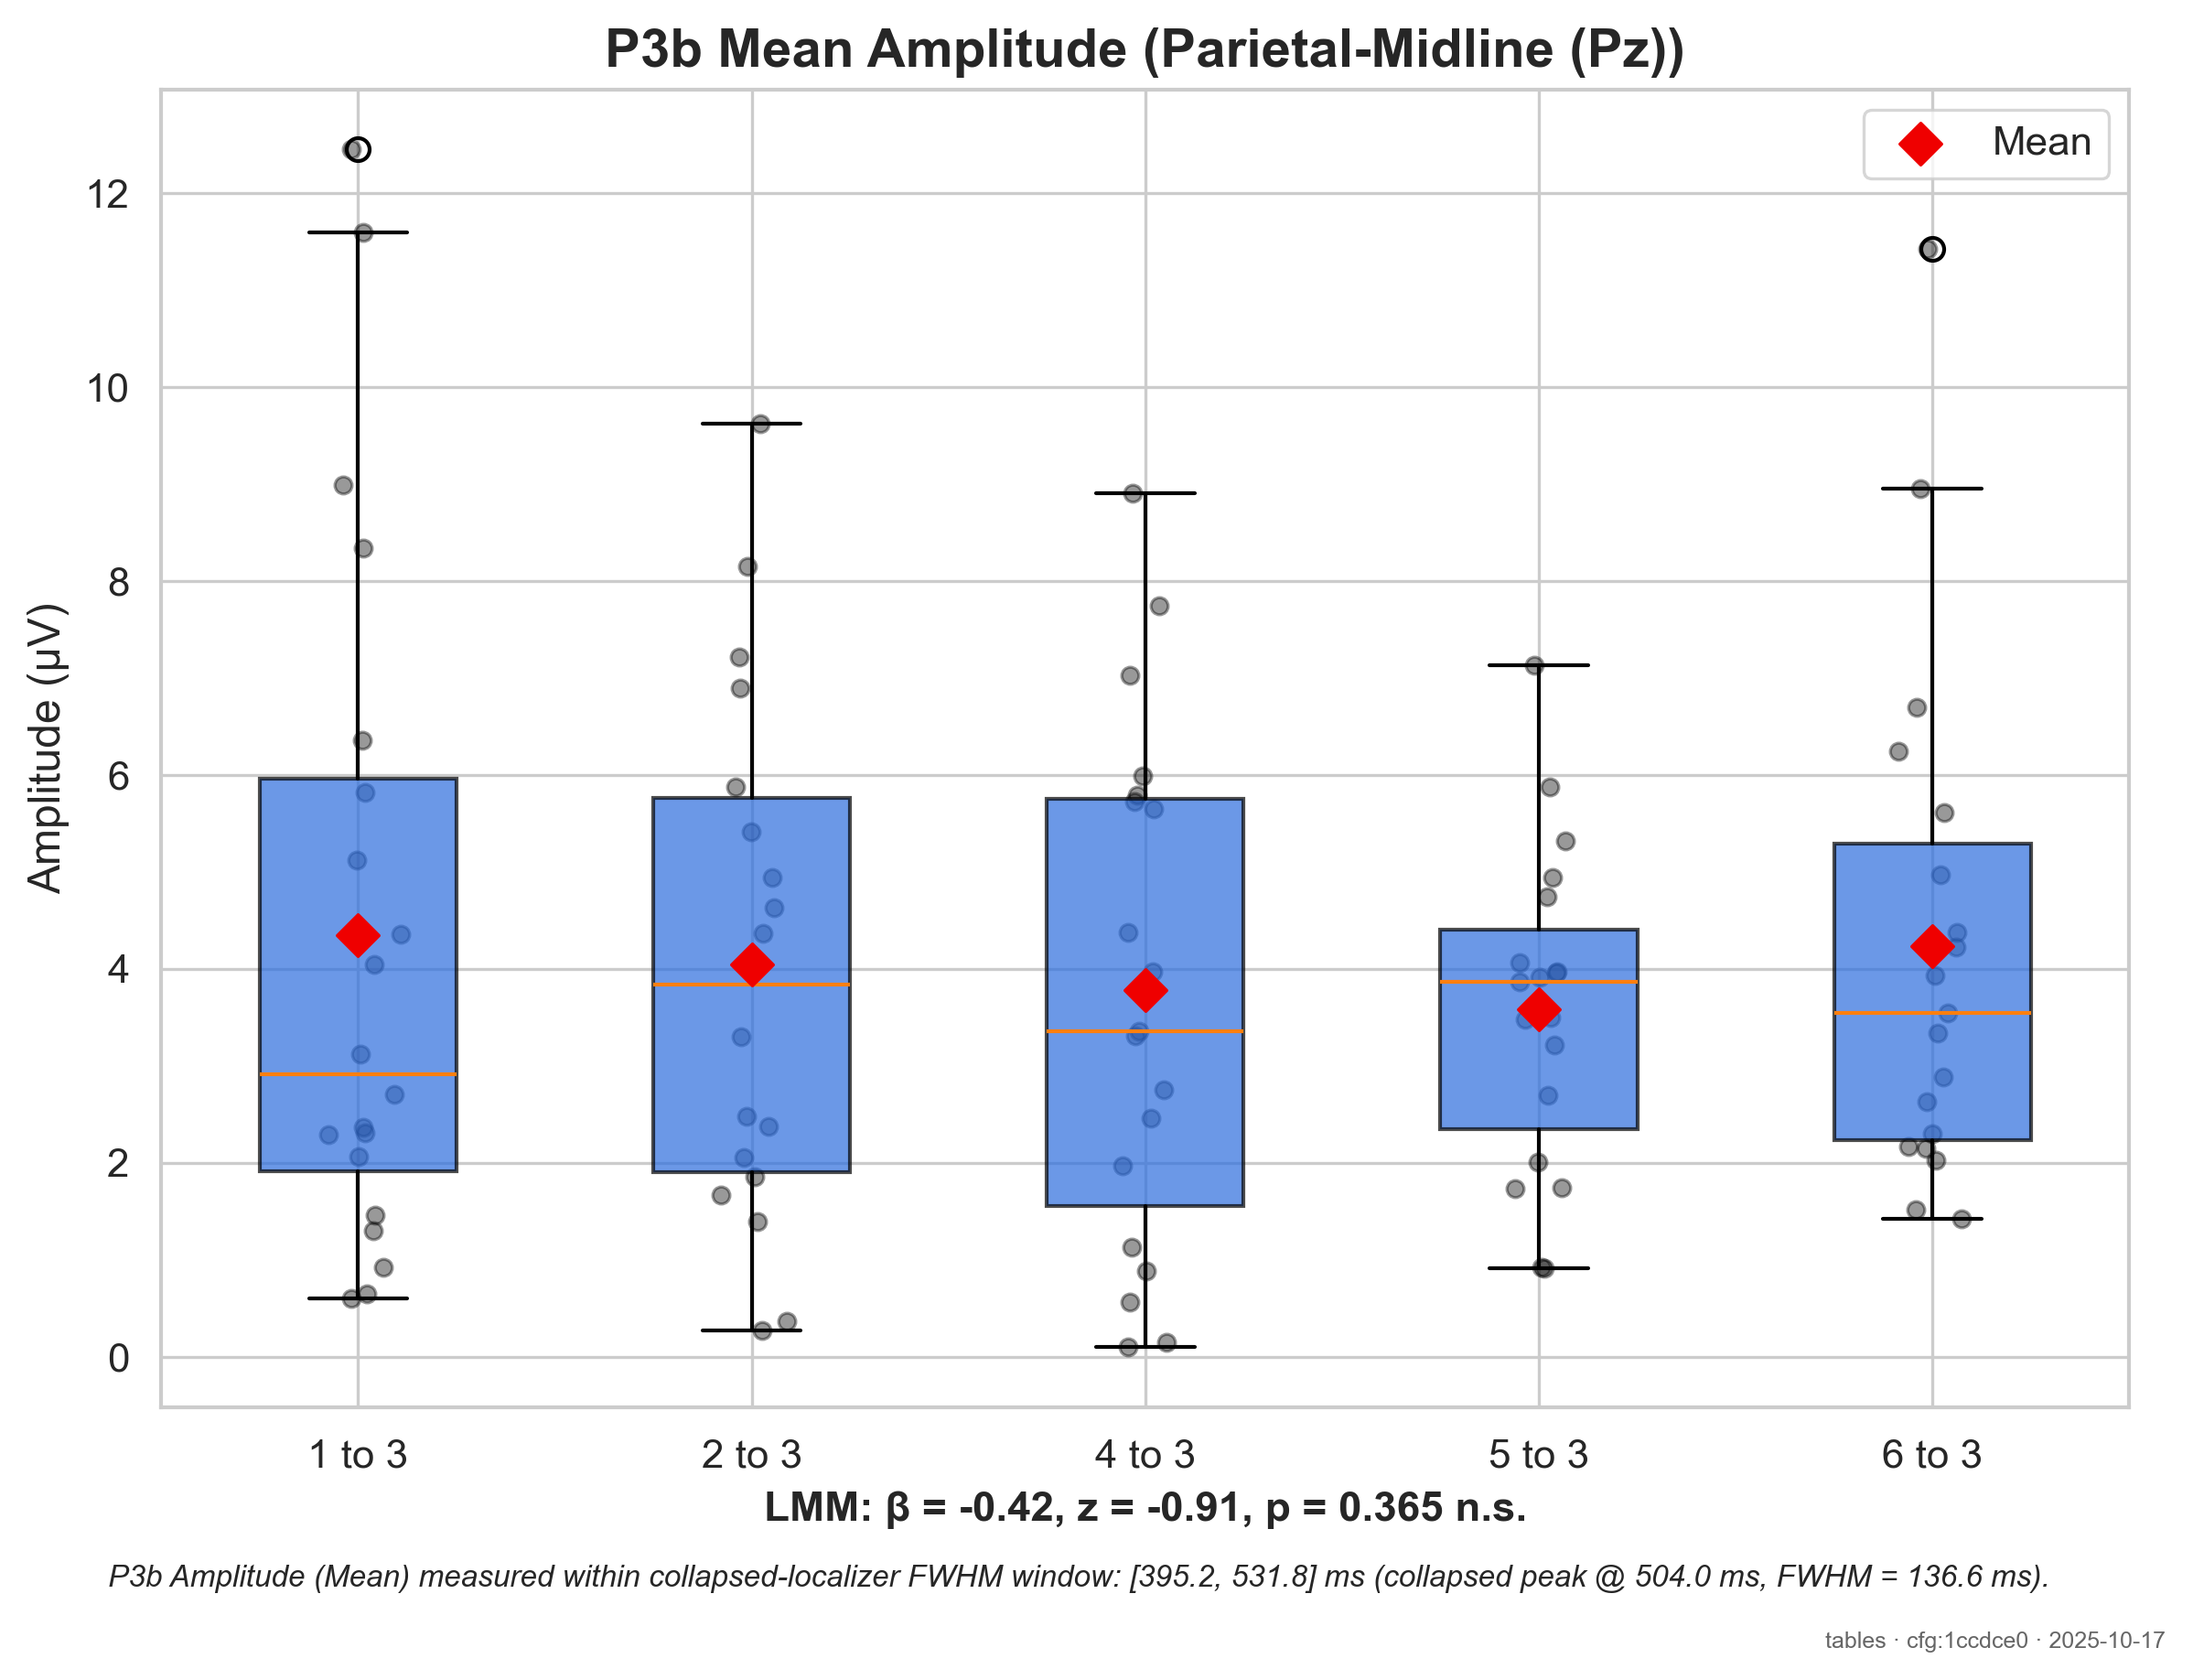 P3b Mean Amplitude (Parietal-Midline (Pz))
Mean
Amplitude (µV)
12
10
8
6
4
2
0
1 to 3 2 to 3 4 to 3 5 to 3 6 to 3
LMM: β = -0.42, z = -0.91, p = 0.365 n.s.
P3b Amplitude (Mean) measured within collapsed-localizer FWHM window: [395.2, 531.8] ms (collapsed peak @ 504.0 ms, FWHM = 136.6 ms).
tables · cfg:1ccdce0 · 2025-10-17